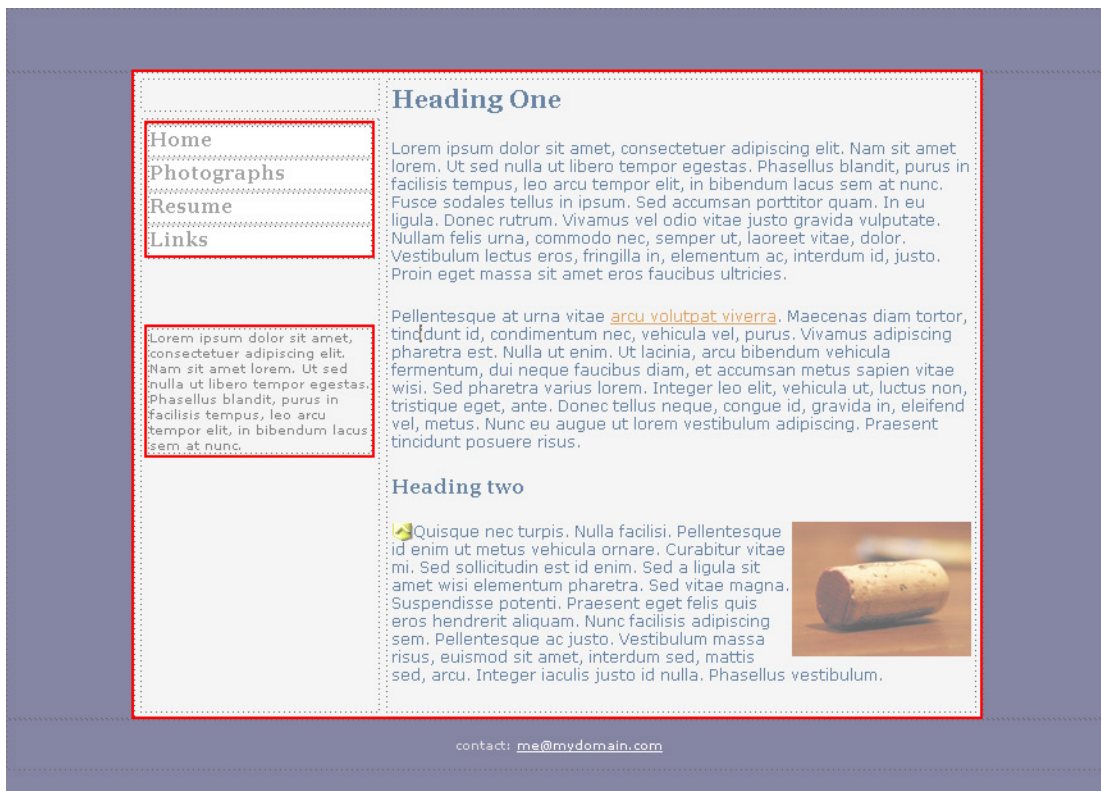 Home
Photographs
Resume
Links
Lorem ipsum dolor sit amet,
consectetuer adipiscing elit.
Nam sit amet lorem. Ut sed
nulla ut libero tempor egestas.
Phasellus blandit, purus in
facilisis tempus, leo arcu
tempor elit, in bibendum lacus
sem at nunc.
Heading One
Lorem ipsum dolor sit amet, consectetuer adipiscing elit. Nam sit amet
lorem. Ut sed nulla ut libero tempor egestas. Phasellus blandit, purus in
facilisis tempus, leo arcu tempor elit, in bibendum lacus sem at nunc.
Fusce sodales tellus in ipsum. Sed accumsan porttitor quam. In eu
ligula. Donec rutrum. Vivamus vel odio vitae justo gravida vulputate.
Nullam felis urna, commodo nec, semper ut, laoreet vitae, dolor.
Vestibulum lectus eros, fringilla in, elementum ac, interdum id, justo.
Proin eget massa sit amet eros faucibus ultricies.
Pellentesque at urna vitae arcu volutpat viverra. Maecenas diam tortor,
tincidunt id, condimentum nec, vehicula vel, purus. Vivamus adipiscing
pharetra est. Nulla ut enim. Ut lacinia, arcu bibendum vehicula
fermentum, dui neque faucibus diam, et accumsan metus sapien vitae
wisi. Sed pharetra varius lorem. Integer leo elit, vehicula ut, luctus non,
tristique eget, ante. Donec tellus neque, congue id, gravida in, eleifend
vel, metus. Nunc eu augue ut lorem vestibulum adipiscing. Praesent
tincidunt posuere risus.
Heading two
Quisque nec turpis. Nulla facilisi. Pellentesque
id enim ut metus vehicula ornare. Curabitur vitae
mi. Sed sollicitudin est id enim. Sed a ligula sit
amet wisi elementum pharetra. Sed vitae magna.
Suspendisse potenti. Praesent eget felis quis
eros hendrerit aliquam. Nunc facilisis adipiscing
sem. Pellentesque ac justo. Vestibulum massa
risus, euismod sit amet, interdum sed, mattis
sed, arcu. Integer iaculis justo id nulla. Phasellus vestibulum.
contact: me@mydomain.com